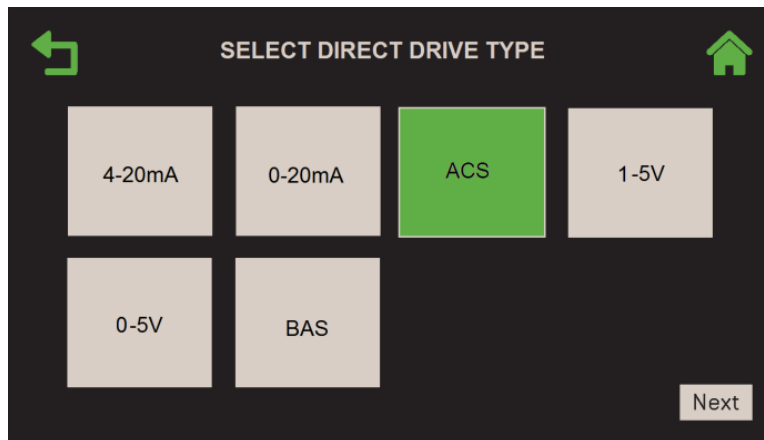 SELECT DIRECT DRIVE TYPE
4-20mA
0-20mA
ACS
1-5V
0-5V
BAS
Next